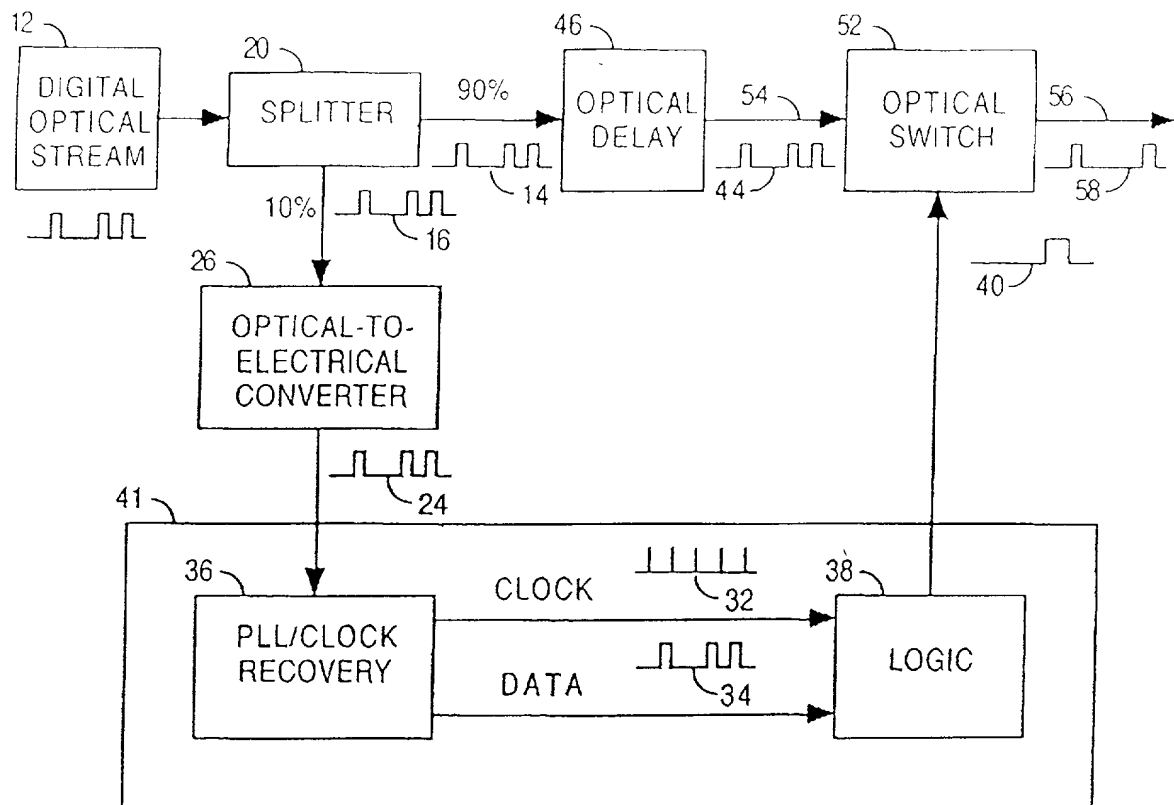 12
DIGITAL
OPTICAL
STREAM
20
SPLITTER
90%
14
46
OPTICAL
DELAY
54
44
52
OPTICAL
SWITCH
56
58
10%
16
40
26
OPTICAL-TO-
ELECTRICAL
CONVERTER
24
41
36
PLL/CLOCK
RECOVERY
CLOCK
32
DATA
34
38
LOGIC